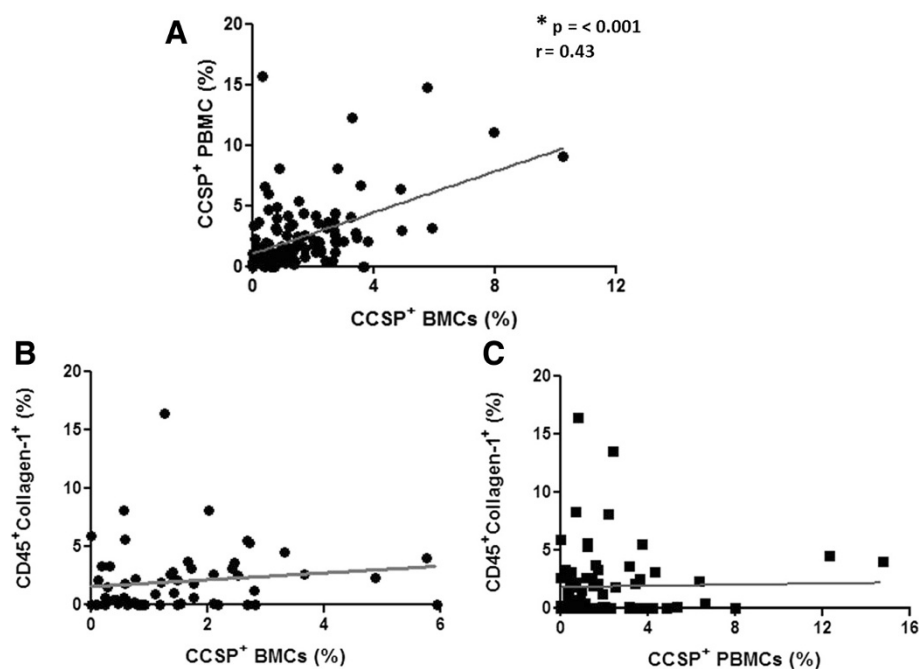 A
* p = < 0.001
r= 0.43
CCSP⁺ PBMC (%)
20
15
10
5
0
0 4 8 12
CCSP⁺ BMCs (%)
B
CD45⁺Collagen-1⁺ (%)
20
15
10
5
0
0 2 4 6
CCSP⁺ BMCs (%)
C
CD45⁺Collagen-1⁺ (%)
20
15
10
5
0
0 4 8 12 16
CCSP⁺ PBMCs (%)